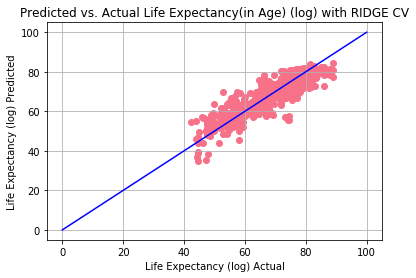 Predicted vs. Actual Life Expectancy(in Age) (log) with RIDGE CV
Life Expectancy (log) Predicted
100
80
60
40
20
0
0 20 40 60 80 100
Life Expectancy (log) Actual